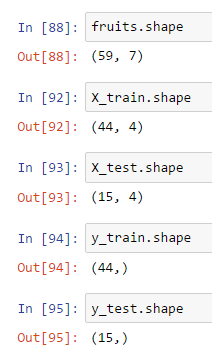 In [88]: fruits.shape
Out[88]: (59, 7)
In [92]: X_train.shape
Out[92]: (44, 4)
In [93]: X_test.shape
Out[93]: (15, 4)
In [94]: y_train.shape
Out[94]: (44,)
In [95]: y_test.shape
Out[95]: (15,)